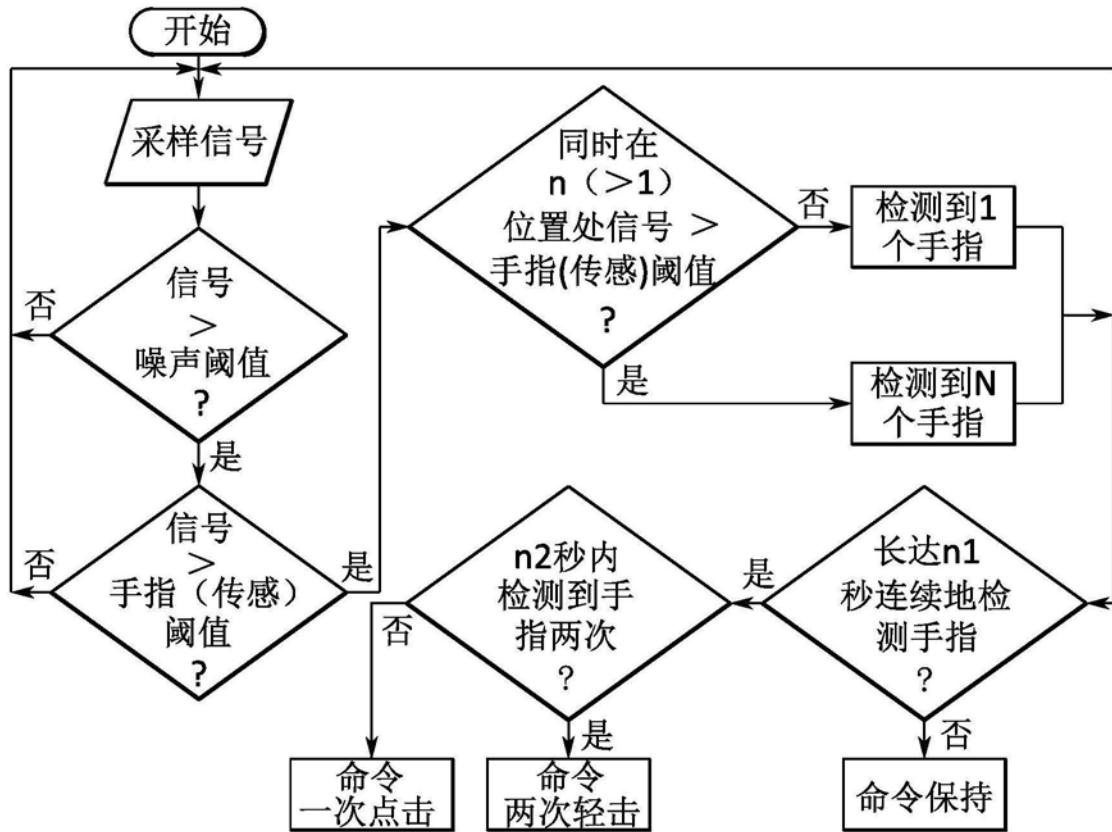 开始
采样信号
信号
＞
噪声阈值
?
否
是
信号
＞
手指（传感）
阈值
?
否
是
同时在
n（＞1）
位置处信号 ＞
手指(传感)阈值
?
否
是
检测到1
个手指
检测到N
个手指
长达n1
秒连续地检
测手指
?
是
否
n2秒内
检测到手
指两次
?
否
是
命令
一次点击
命令
两次轻击
命令保持